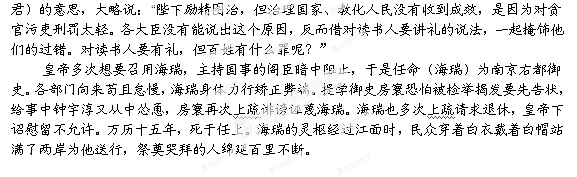 君）的意思，大略说：“陛下励精图治，但治理国家、教化人民没有收到成效，是因为对贪
官污吏刑罚太轻。各大臣没有能说出这个原因，反而借对读书人要讲礼的说法，一起掩饰他
们的过错。对读书人要有礼，但百姓有什么罪呢？”
皇帝多次想要召用海瑞，主持国事的阁臣暗中阻止，于是任命（海瑞）为南京右都御
史。各部门向来苟且怠慢，海瑞身体力行矫正弊端。提学御史房寰恐怕被检举揭发要先告状，
给事中钟宇淳又从中怂恿，房寰再次上疏诽谤诬蔑海瑞。海瑞也多次上疏请求退休，皇帝下
诏慰留不允许。万历十五年，死于任上。海瑞的灵柩经过江面时，民众穿着白衣戴着白帽站
满了两岸为他送行，祭奠哭拜的人绵延百里不断。